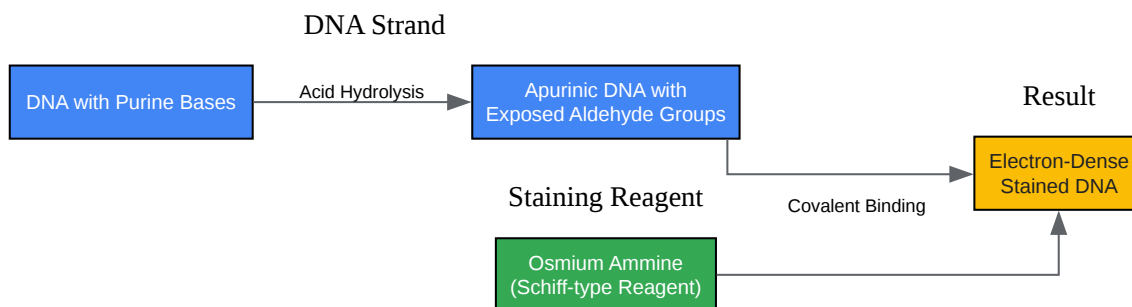 DNA Strand
DNA with Purine Bases
Acid Hydrolysis
Apurinic DNA with
Exposed Aldehyde Groups
Result
Electron-Dense
Stained DNA
Covalent Binding
Staining Reagent
Osmium Ammine
(Schiff-type Reagent)